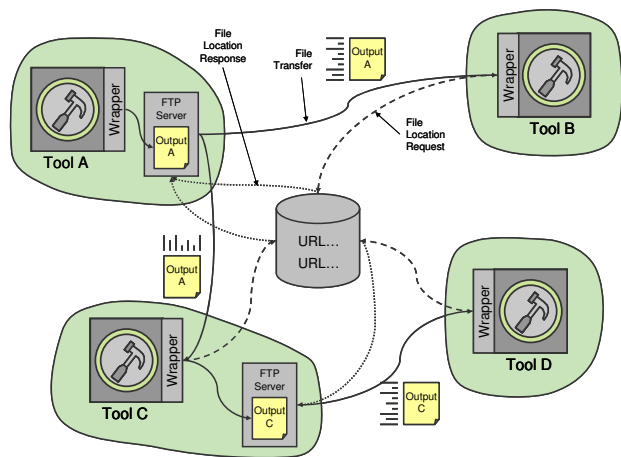 File
Location
Response
File
Transfer
Output
A
Wrapper
Tool B
FTP
Server
Output
A
Wrapper
Tool A
File
Location
Request
URL...
URL...
Output
A
Wrapper
Tool C
FTP
Server
Output
C
Wrapper
Tool D
Output
C